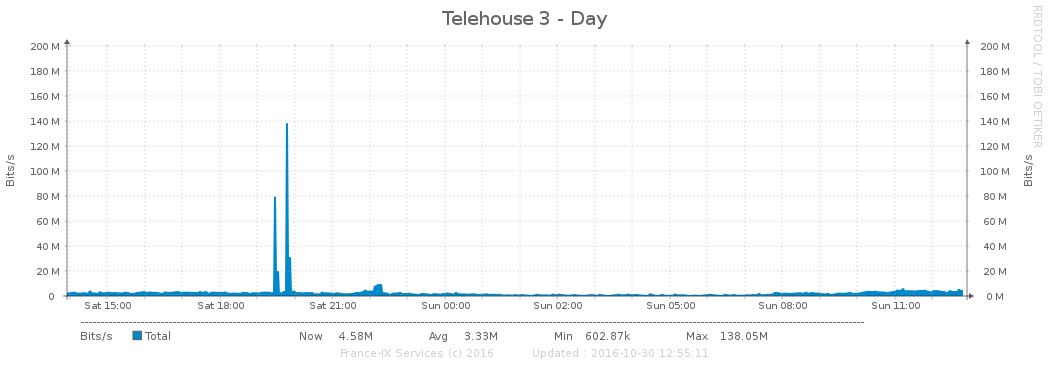 Telehouse 3 - Day
RRDTOOL / TOBI OETIKER
Bits/s
Bits/s
200 M 200 M
180 M 180 M
160 M 160 M
140 M 140 M
120 M 120 M
100 M 100 M
80 M 80 M
60 M 60 M
40 M 40 M
20 M 20 M
0 0 M
Sat 15:00 Sat 18:00 Sat 21:00 Sun 00:00 Sun 02:00 Sun 05:00 Sun 08:00 Sun 11:00
Bits/s Total Now 4.58M Avg 3.33M Min 602.87k Max 138.05M
France-IX Services (c) 2016 Updated : 2016-10-30 12:55:11